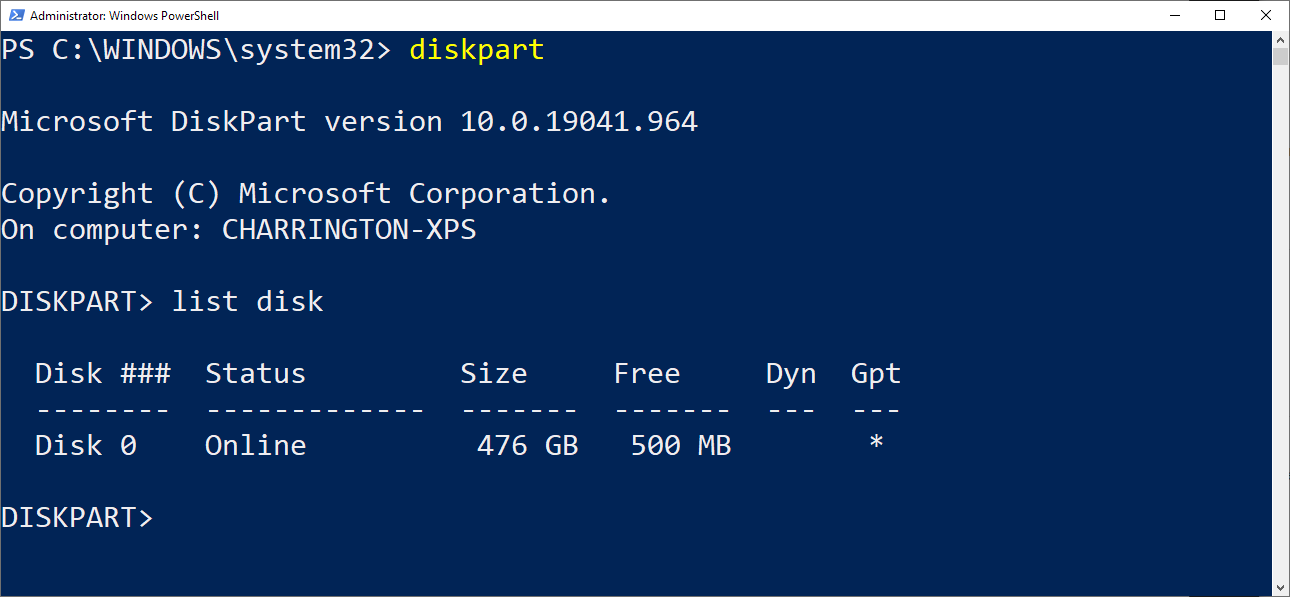 Administrator: Windows PowerShell
PS C:\WINDOWS\system32> diskpart
Microsoft DiskPart version 10.0.19041.964
Copyright (C) Microsoft Corporation.
On computer: CHARRINGTON-XPS
DISKPART> list disk
  Disk ###  Status         Size     Free     Dyn  Gpt
  --------  -------------  -------  -------  ---  ---
  Disk 0    Online          476 GB   500 MB        *
DISKPART>